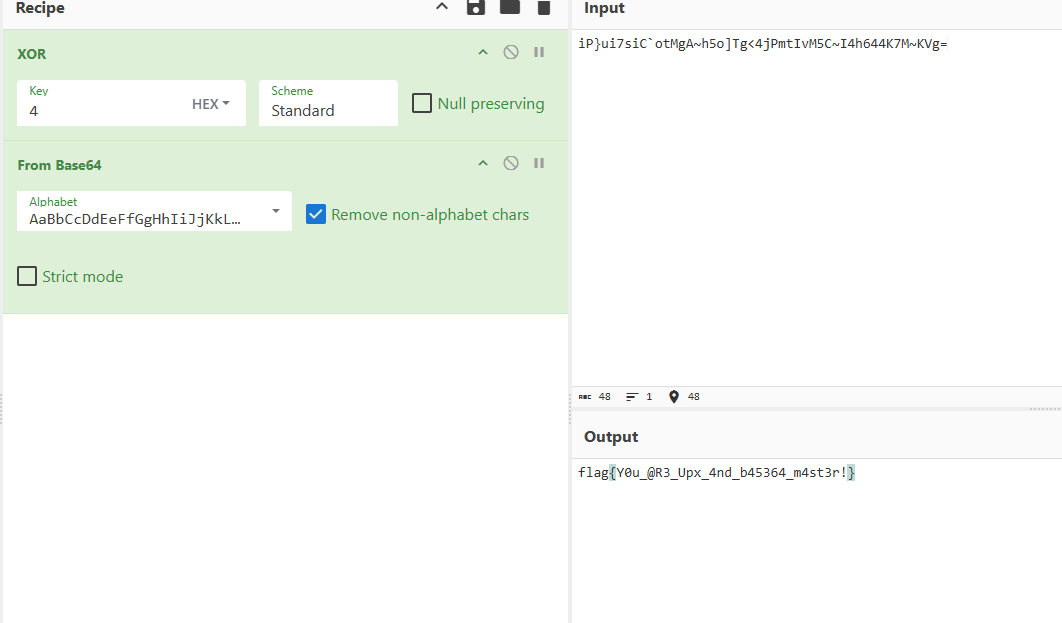 Recipe
XOR
Key
4
HEX
Scheme
Standard
Null preserving
From Base64
Alphabet
AaBbCcDdEeFfGgHhIiJjKkL…
Remove non-alphabet chars
Strict mode
Input
iP}ui7siC`otMgA~h5o]Tg<4jPmtIvM5C~I4h644K7M~KVg=
ABC 48 1 48
Output
flag{Y0u_@R3_Upx_4nd_b45364_m4st3r!}